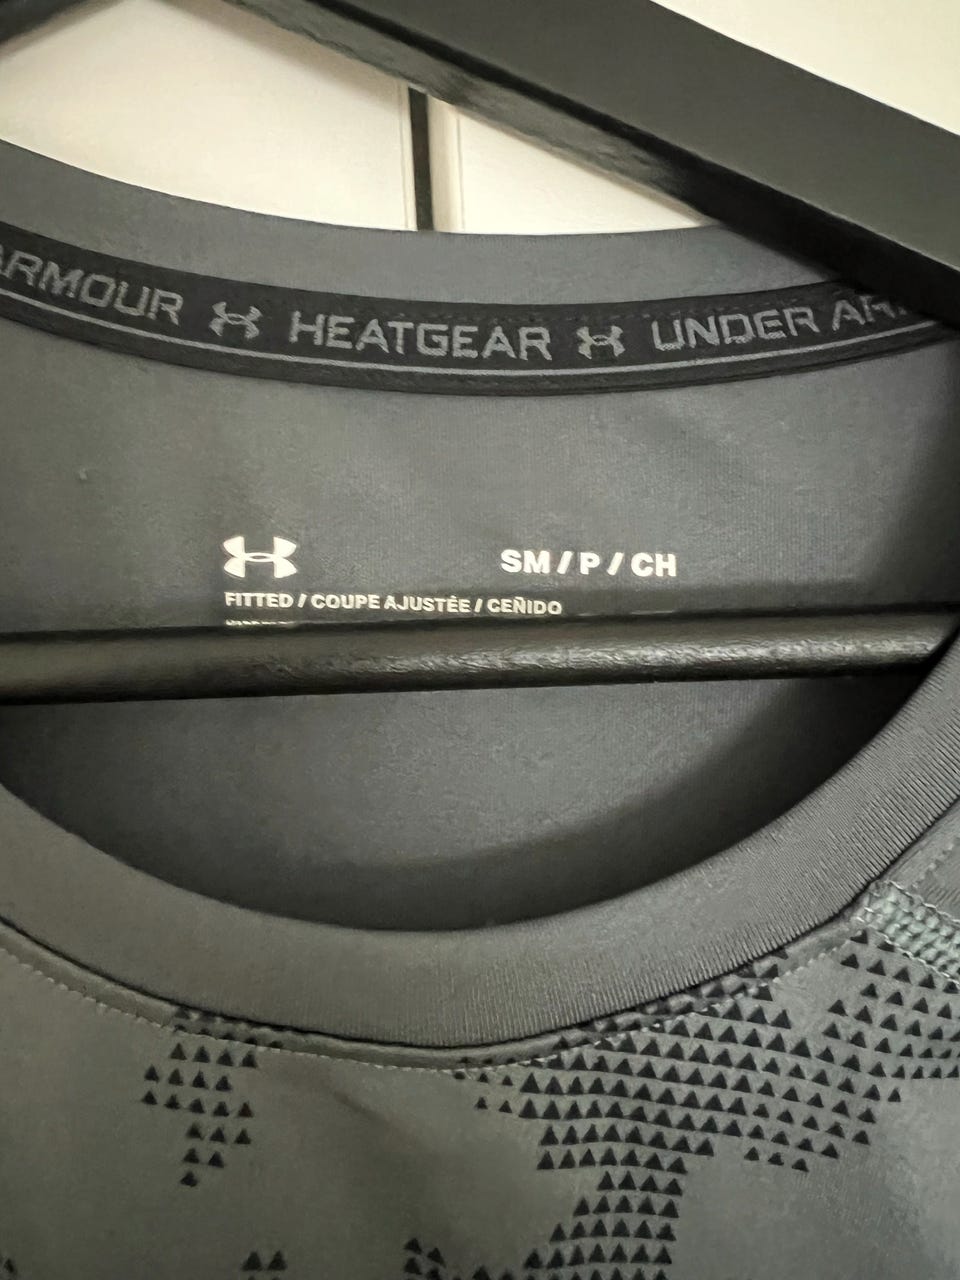 ARMOUR HEATGEAR UNDER AR
SM / P / CH
FITTED / COUPE AJUSTÉE / CEÑIDO